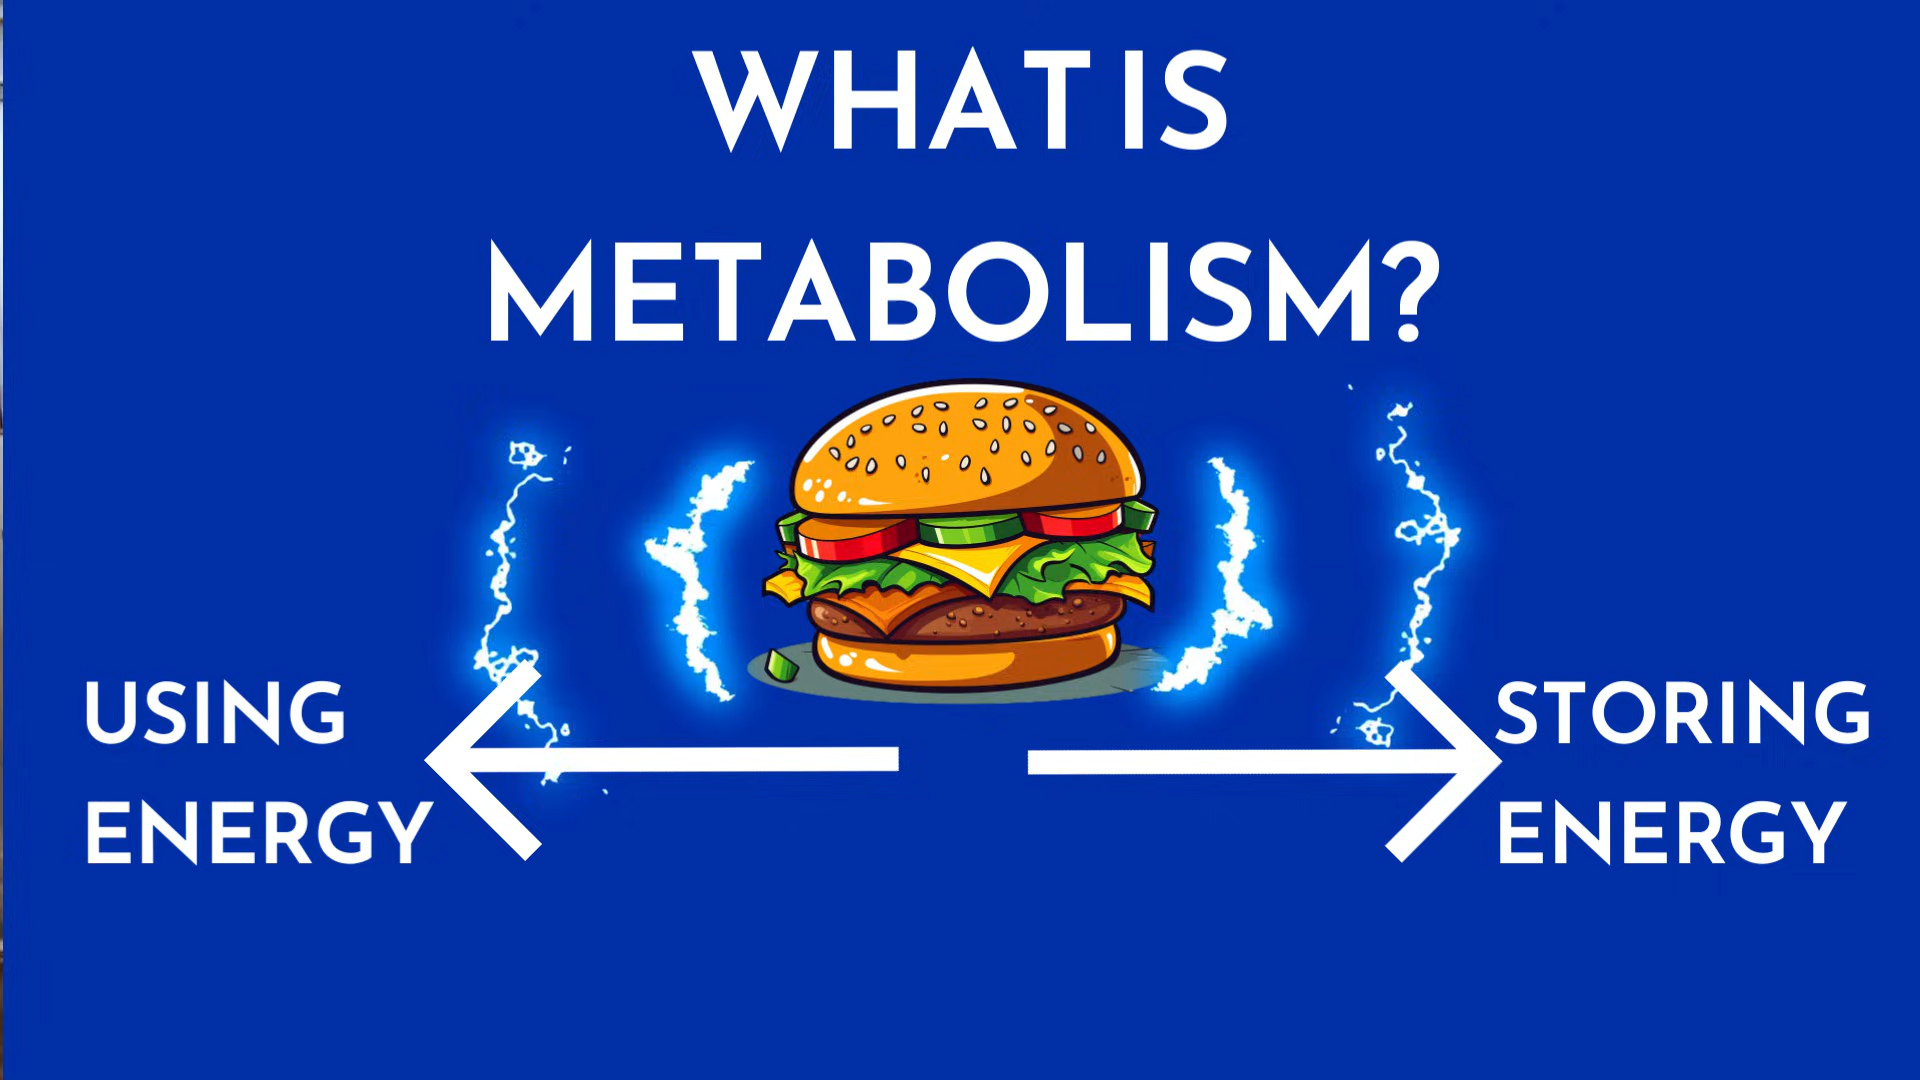 WHAT IS
METABOLISM?
USING
ENERGY
STORING
ENERGY